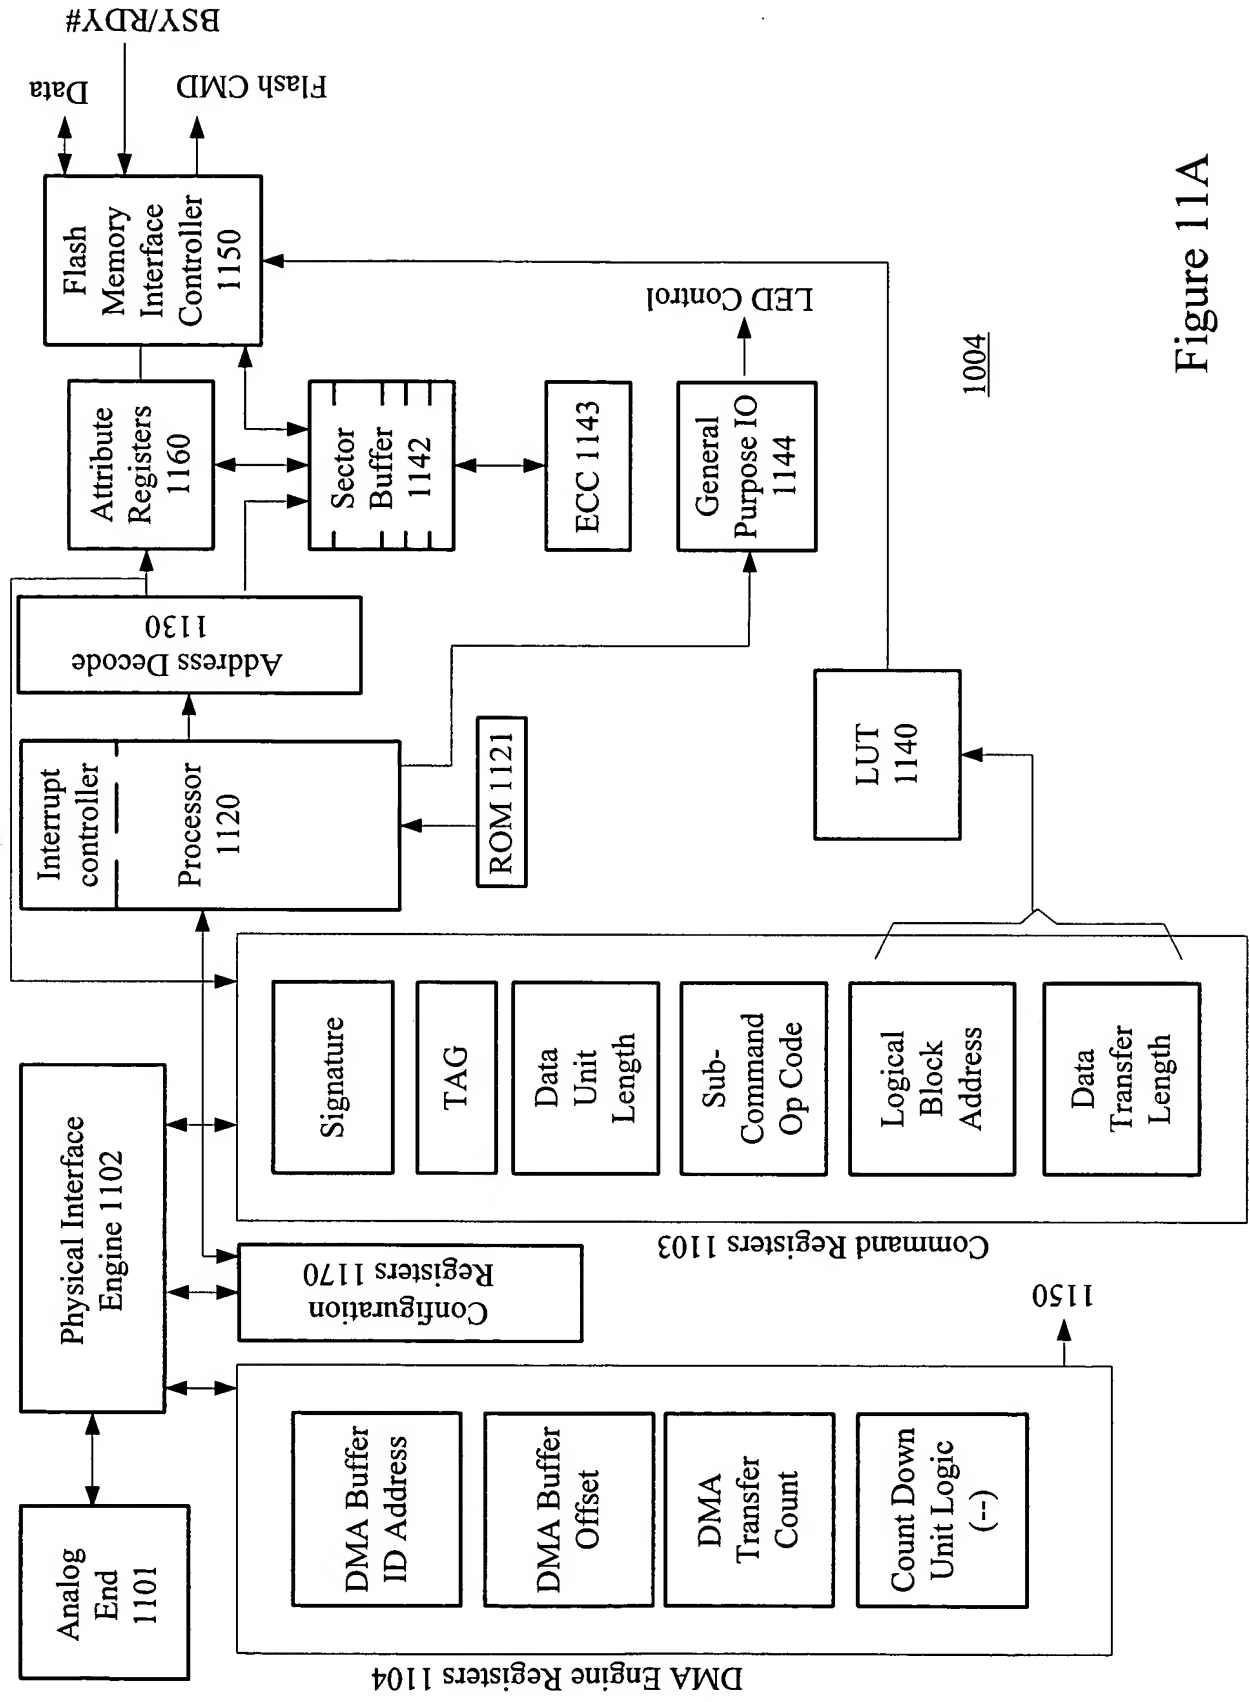 Analog
End
1101
Physical Interface
Engine 1102
Interrupt
controller
Processor
1120
Address Decode
1130
Attribute
Registers
1160
Flash
Memory
Interface
Controller
1150
Data
BSY/RDY#
Flash CMD
Sector
Buffer
1142
ECC 1143
General
Purpose IO
1144
LED Control
ROM 1121
LUT
1140
Configuration
Registers 1170
Command Registers 1103
Signature
TAG
Data
Unit
Length
Sub-
Command
Op Code
Logical
Block
Address
Data
Transfer
Length
DMA Engine Registers 1104
DMA Buffer
ID Address
DMA Buffer
Offset
DMA
Transfer
Count
Count Down
Unit Logic
(--)
1150
1004
Figure 11A